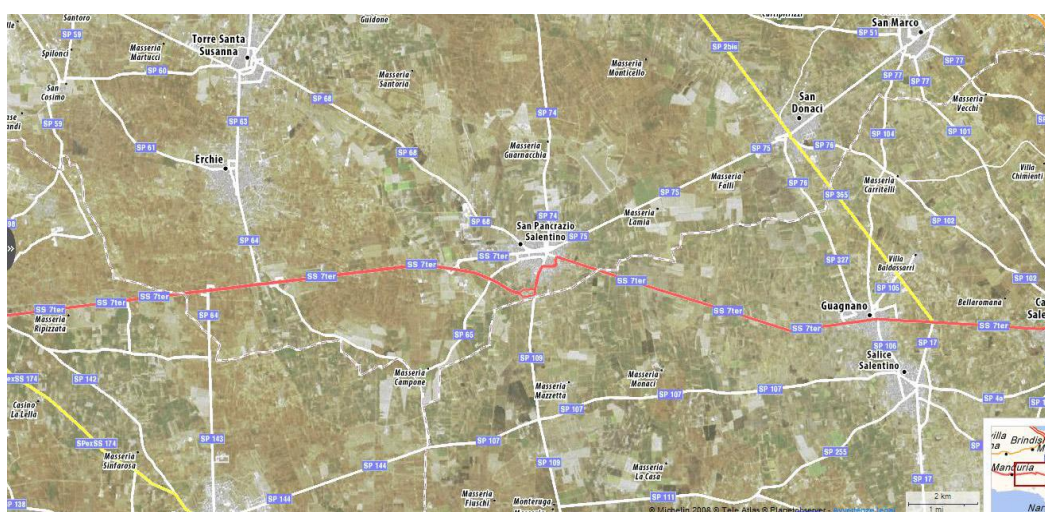 Santoro
SP 59
Spilonci
Masseria
Martucci
Torre Santa
Susanna
Guidone
SP 60
San
Cosimo
SP 59
SP 61
Erchie
SP 63
SP 68
Masseria
Santoria
SP 68
SP 74
Masseria
Guarnacchia
Masseria
Monticello
SP 2bis
San Marco
SP 51
SP 77
SP 77
SP 77
Masseria
Vecchi
San
Donaci
SP 75
SP 76
SP 104
SP 101
Villa
Chimienti
Masseria
Falli
SP 76
SP 365
Masseria
Carritelli
SP 75
SP 102
SP 64
SP 68
SP 74
San Pancrazio
Salentino
SP 75
Masseria
Lamia
SS 7ter
SS 7ter
SS 7ter
SS 7ter
SS 7ter
SS 7ter
SS 7ter
SP 327
Villa
Baldassarri
SP 102
SP 105
Bellaromana
Masseria
Ripizzata
SP 64
SP 65
SS 7ter
Guagnano
SS 7ter
SS 7ter
SP 109
SP 106
SP 17
Salice
Salentino
SP 142
Masseria
Campone
Masseria
Mazzetta
Masseria
Monaci
SP 107
SP 107
SP 107
SP 4a
Casino
La Lella
SPexSS 174
SP 143
SP 107
SP 144
Masseria
Sinfarosa
SP 109
SP 255
SP 144
Masseria
Fiuschi
Monteruga
Masseria
La Casa
SP 111
SP 17
2 km
1 mi
Manduria
© Michelin 2008 © Tele Atlas © Planetobserver